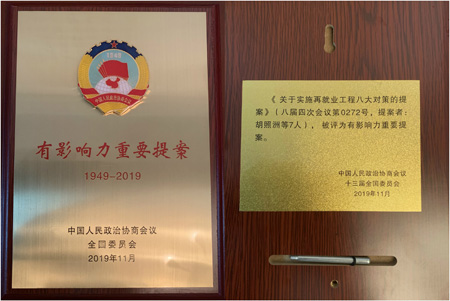 1949
中国人民政治协商会议
有影响力重要提案
1949-2019
中国人民政治协商会议
全国委员会
2019年11月
《关于实施再就业工程八大对策的提
案》(八届四次会议第0272号，提案者：
胡照洲等7人)，被评为有影响力重要提
案。
中国人民政治协商会议
十三届全国委员会
2019年11月